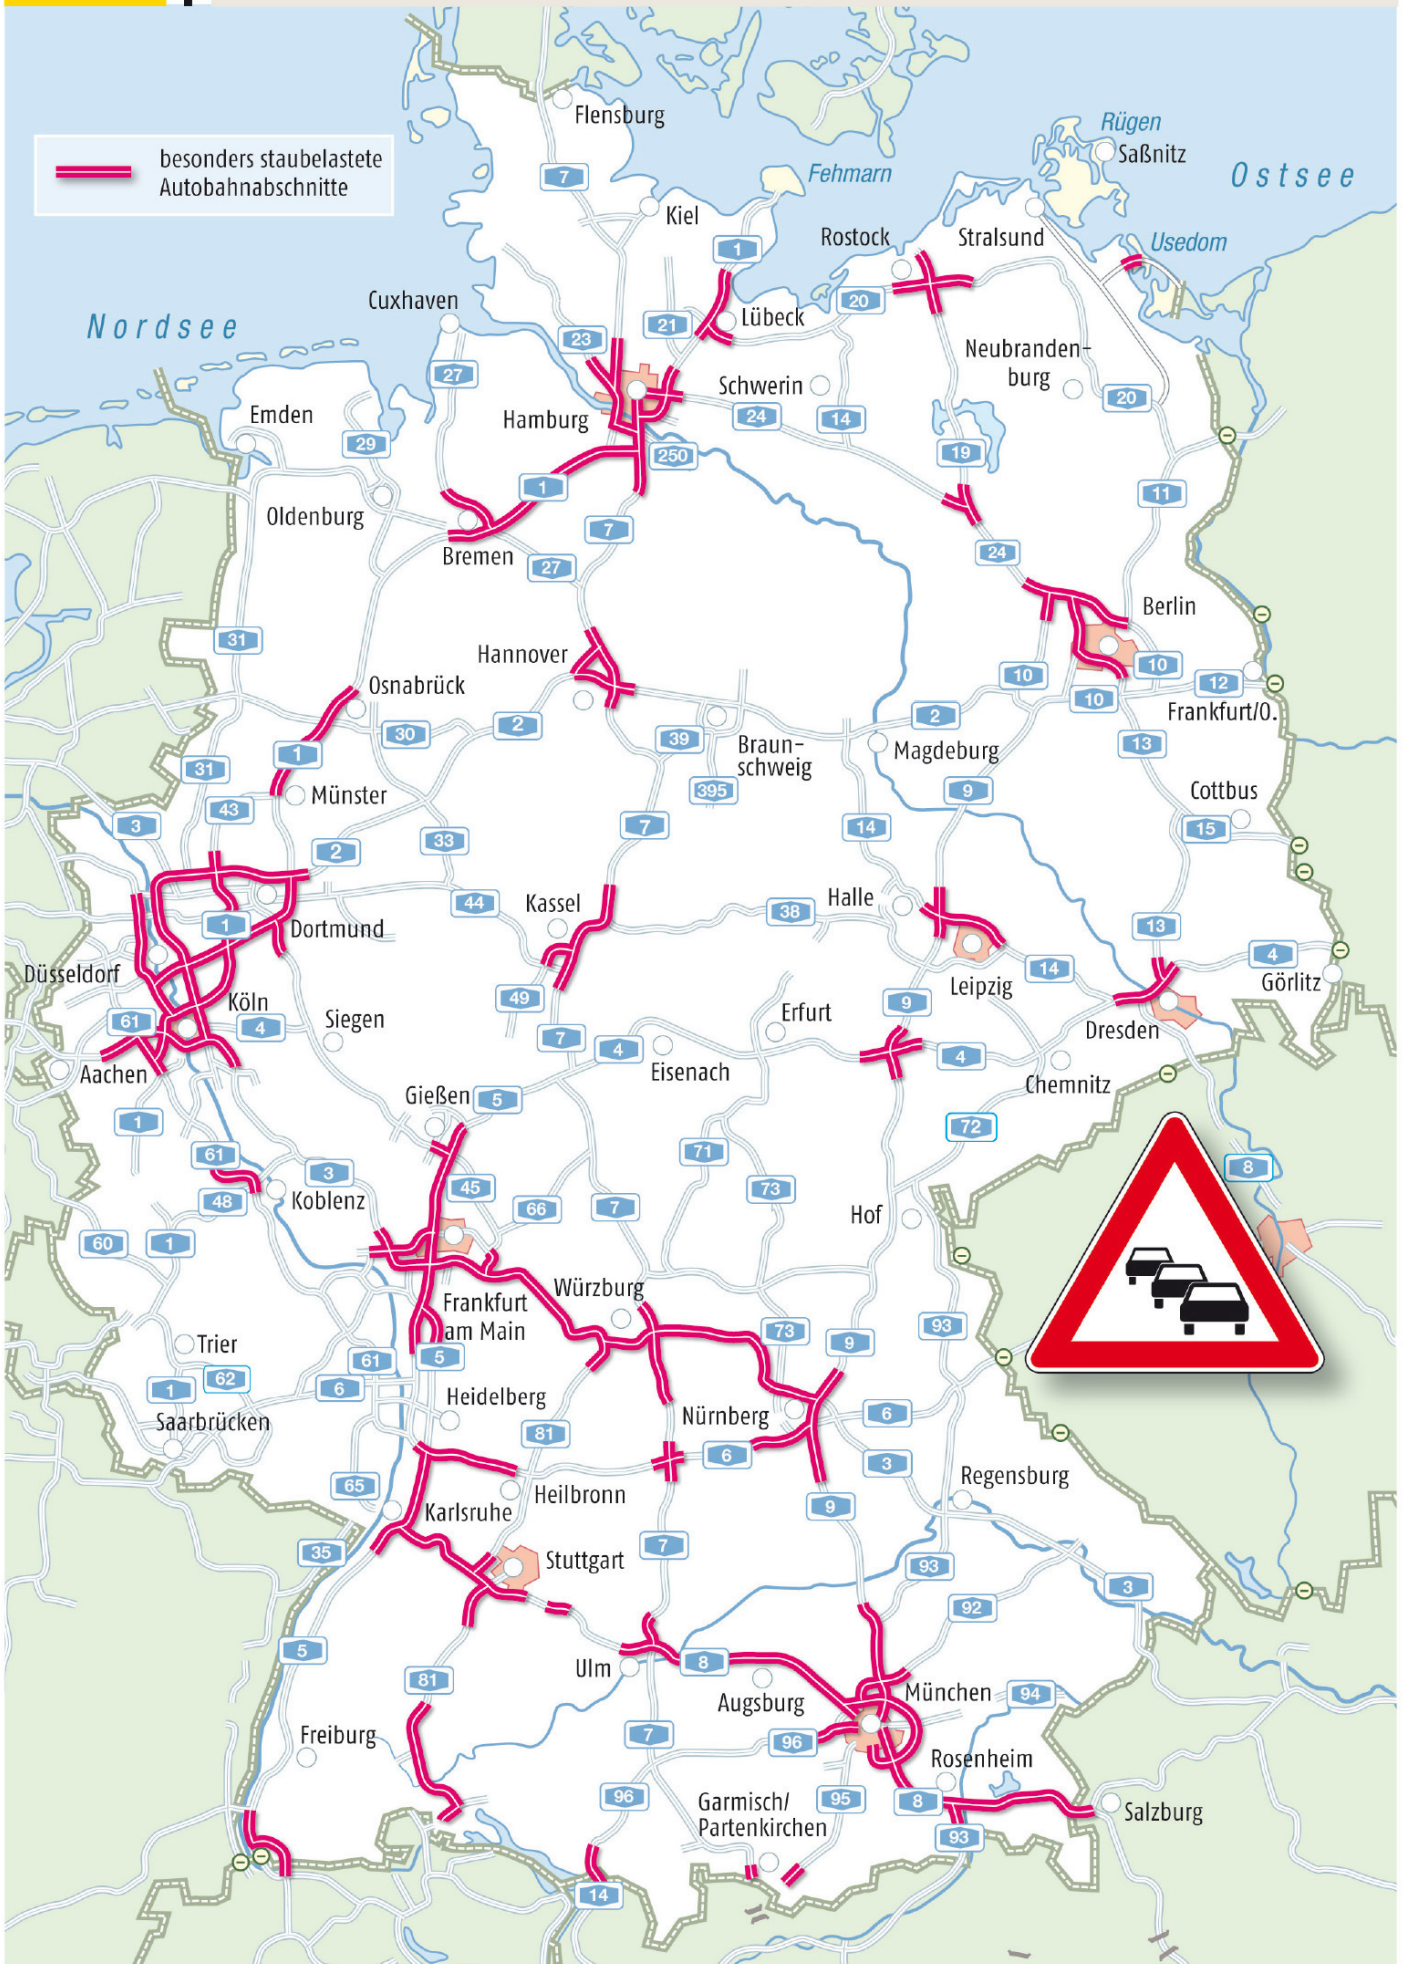 besonders staubelastete
Autobahnabschnitte
Flensburg
Rügen
Saßnitz
Fehmarn
Ostsee
7
Kiel
1
Rostock
Stralsund
Usedom
Cuxhaven
20
Nordsee
23
21
Lübeck
Neubranden-
burg
27
Schwerin
20
Emden
Hamburg
24
14
29
250
19
1
11
Oldenburg
7
24
Bremen
27
Berlin
31
Hannover
10
10
Osnabrück
10
12
30
2
2
Frankfurt/O.
1
39
Braun-
schweig
Magdeburg
13
31
Münster
395
9
Cottbus
43
3
7
14
15
33
2
44
Kassel
38
Halle
1
Dortmund
13
4
Düsseldorf
14
Görlitz
49
Leipzig
61
Köln
4
Siegen
9
Erfurt
Dresden
7
4
Eisenach
4
Aachen
Chemnitz
Gießen
5
1
72
61
71
3
8
48
Koblenz
45
73
66
7
Hof
60
1
Würzburg
Frankfurt
am Main
73
93
9
Trier
61
5
62
1
6
Heidelberg
Nürnberg
6
Saarbrücken
81
6
3
65
Regensburg
Heilbronn
Karlsruhe
9
35
Stuttgart
7
93
3
92
5
Ulm
8
81
Augsburg
München
94
Freiburg
7
96
Rosenheim
96
Garmisch/
Partenkirchen
95
8
Salzburg
93
14